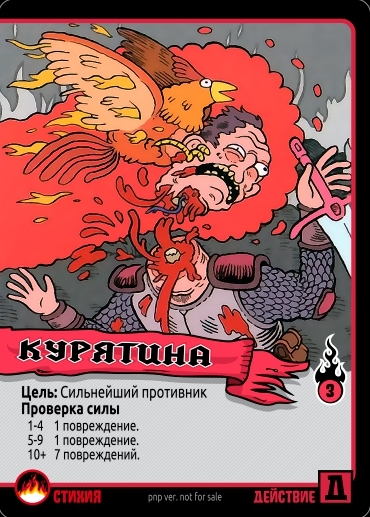 КУРЯТИНА
3
Цель: Сильнейший противник
Проверка силы
1-4 1 повреждение.
5-9 1 повреждение.
10+ 7 повреждений.
СТИХИЯ
pnp ver. not for sale
ДЕЙСТВИЕ Д